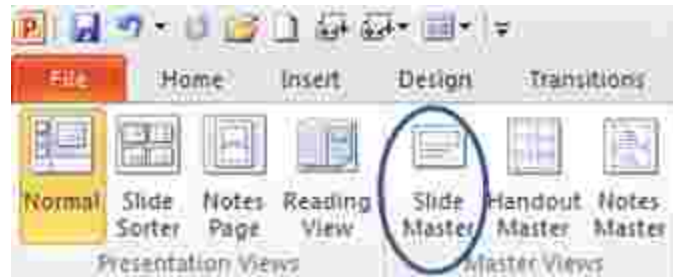 P
File Home Insert Design Transitions
Normal Slide Sorter Notes Page Reading View Slide Master Handout Master Notes Master
Presentation Views Master Views